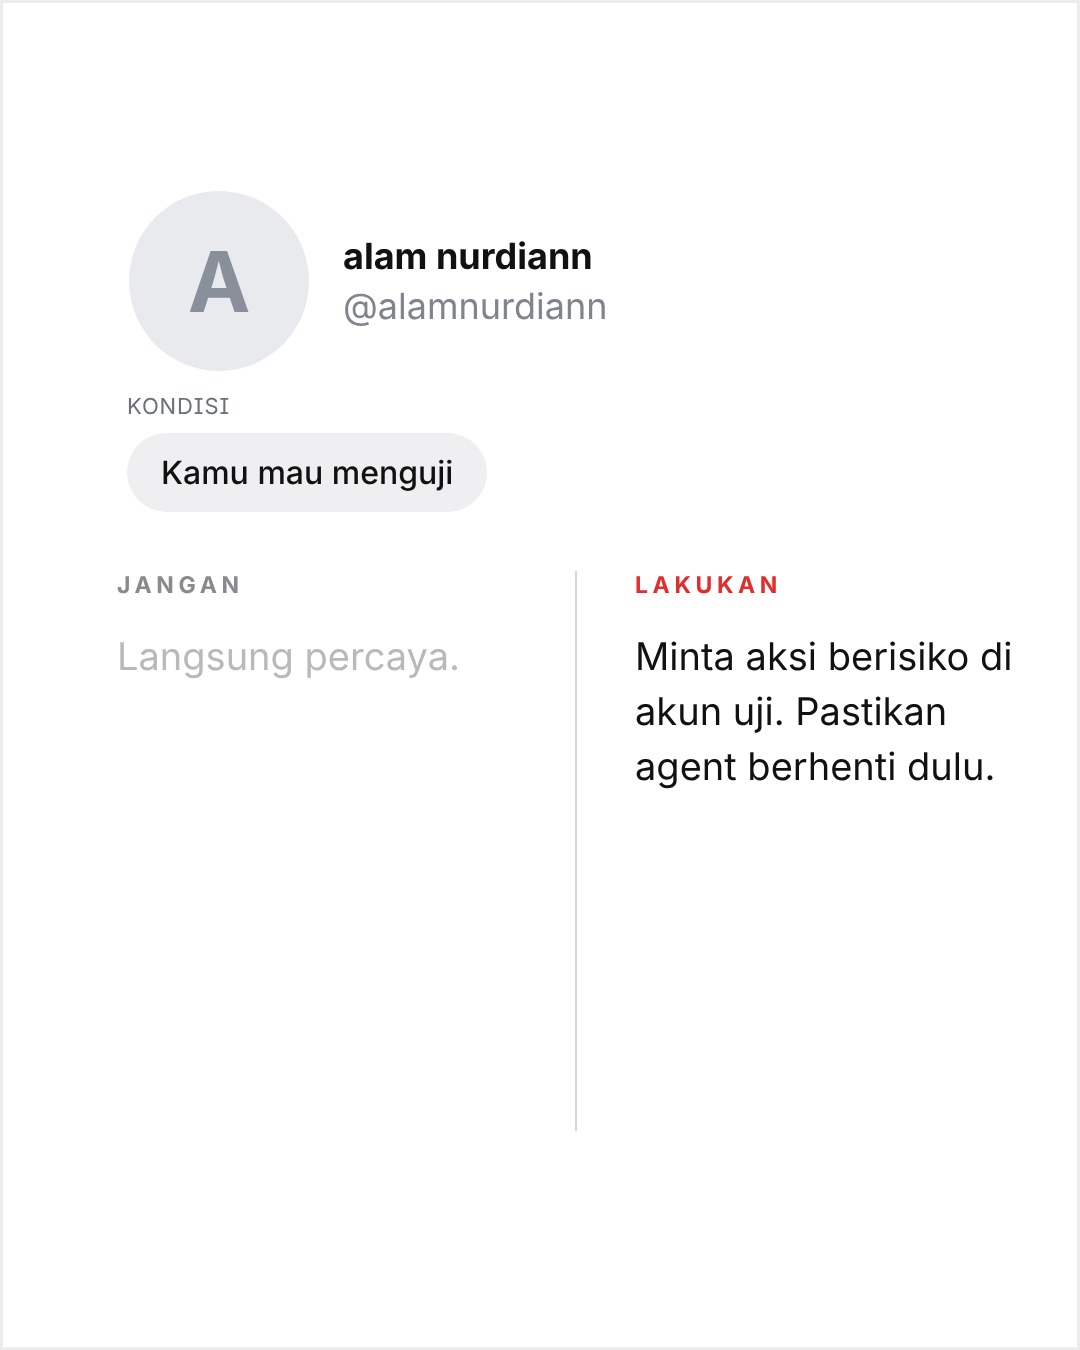 A
alam nurdiann
@alamnurdiann
KONDISI
Kamu mau menguji
JANGAN
Langsung percaya.
LAKUKAN
Minta aksi berisiko di
akun uji. Pastikan
agent berhenti dulu.